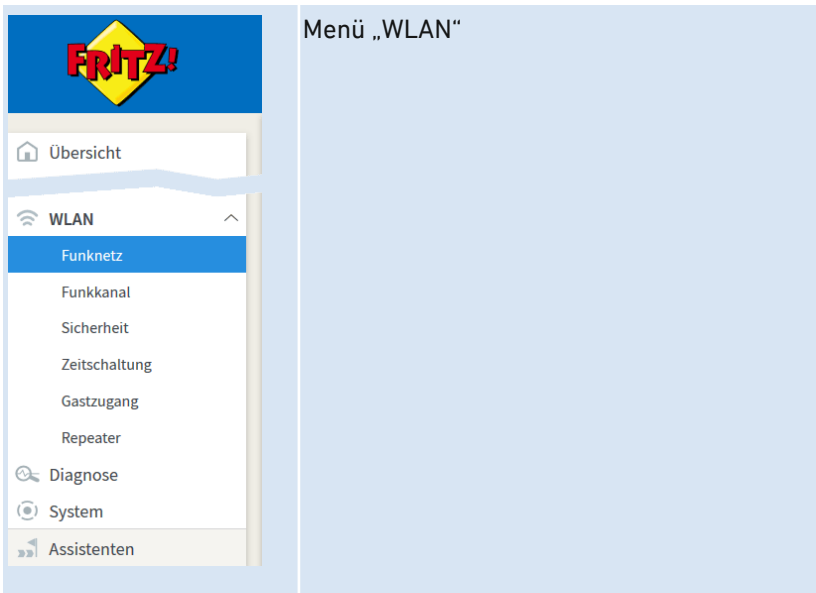 FRITZ!
Menü „WLAN“
Übersicht
WLAN
Funknetz
Funkkanal
Sicherheit
Zeitschaltung
Gastzugang
Repeater
Diagnose
System
Assistenten